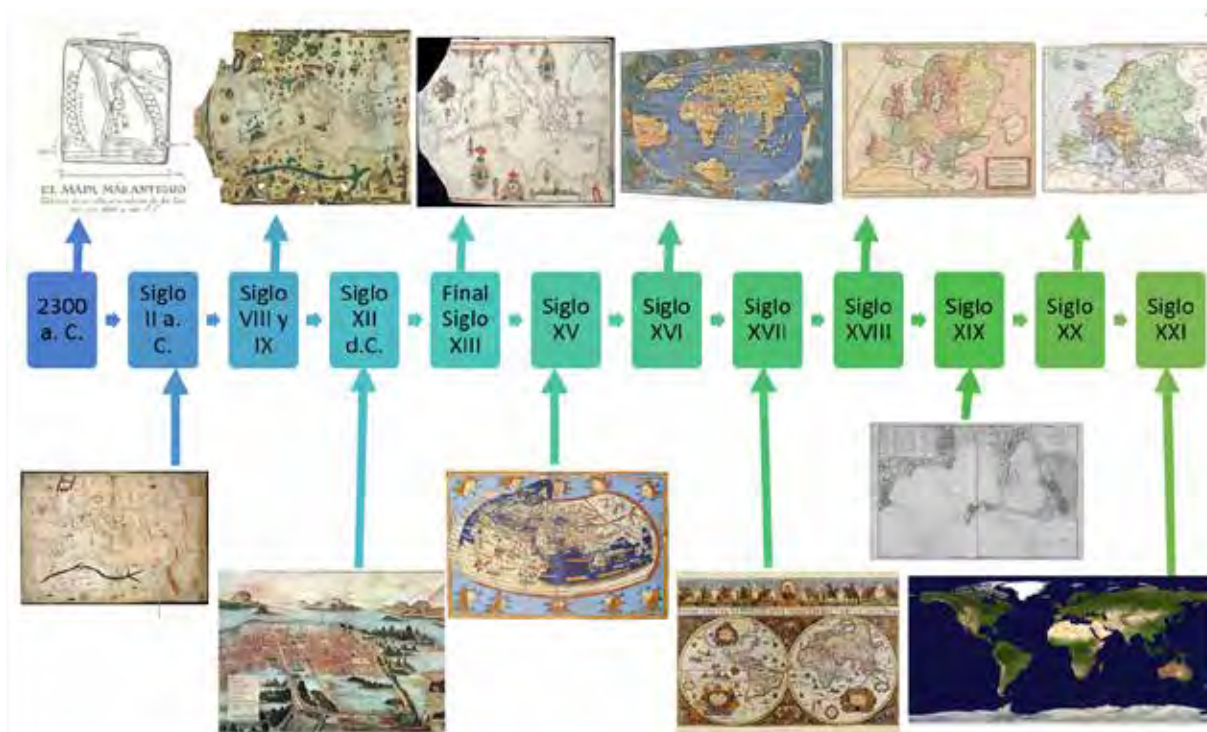 EL MAPA MÁS ANTIGUO
2300
a. C.
Siglo
II a.
C.
Siglo
VIII y
IX
Siglo
XII
d.C.
Final
Siglo
XIII
Siglo
XV
Siglo
XVI
Siglo
XVII
Siglo
XVIII
Siglo
XIX
Siglo
XX
Siglo
XXI